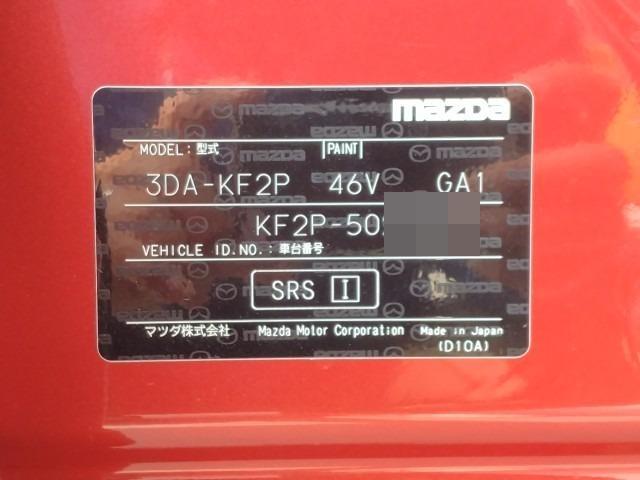 mazda
MODEL:型式 PAINT
3DA-KF2P 46V GA1
KF2P-50
VEHICLE ID.NO.:車台番号
SRS I
マツダ株式会社 Mazda Motor Corporation Made in Japan
(D10A)